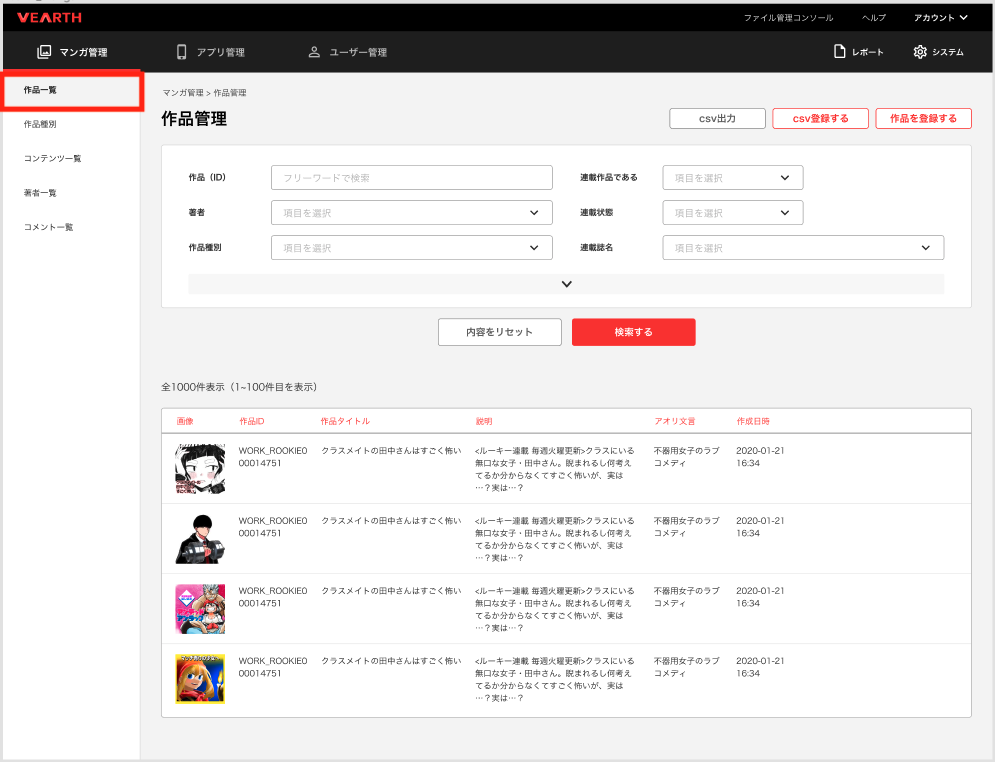 VEARTH
ファイル管理コンソール ヘルプ アカウント
マンガ管理 アプリ管理 ユーザー管理 レポート システム
作品一覧
作品種別
コンテンツ一覧
著者一覧
コメント一覧
マンガ管理 > 作品管理
作品管理
csv出力 csv登録する 作品を登録する
作品（ID） フリーワードで検索 連載作品である 項目を選択
著者 項目を選択 連載状態 項目を選択
作品種別 項目を選択 連載誌名 項目を選択
内容をリセット 検索する
全1000件表示（1~100件目を表示）
画像 作品ID 作品タイトル 説明 アオリ文言 作成日時
WORK_ROOKIE0 クラスメイトの田中さんはすごく怖い <ルーキー連載 毎週火曜更新>クラスにいる 不器用女子のラブ 2020-01-21
00014751 無口な女子・田中さん。睨まれるし何考え コメディ 16:34
てるか分からなくてすごく怖いが、実は
…？実は…？
WORK_ROOKIE0 クラスメイトの田中さんはすごく怖い <ルーキー連載 毎週火曜更新>クラスにいる 不器用女子のラブ 2020-01-21
00014751 無口な女子・田中さん。睨まれるし何考え コメディ 16:34
てるか分からなくてすごく怖いが、実は
…？実は…？
アンデッド
アンラック
WORK_ROOKIE0 クラスメイトの田中さんはすごく怖い <ルーキー連載 毎週火曜更新>クラスにいる 不器用女子のラブ 2020-01-21
00014751 無口な女子・田中さん。睨まれるし何考え コメディ 16:34
てるか分からなくてすごく怖いが、実は
…？実は…？
WORK_ROOKIE0 クラスメイトの田中さんはすごく怖い <ルーキー連載 毎週火曜更新>クラスにいる 不器用女子のラブ 2020-01-21
00014751 無口な女子・田中さん。睨まれるし何考え コメディ 16:34
てるか分からなくてすごく怖いが、実は
…？実は…？